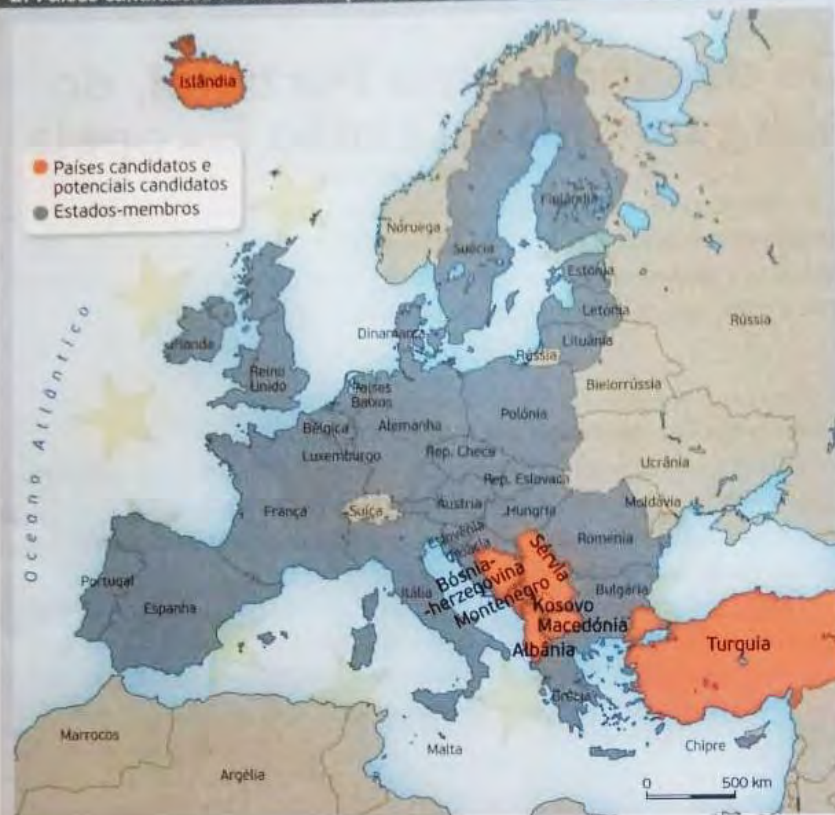 Islândia
Países candidatos e
potenciais candidatos
Estados-membros
Oceano Atlântico
Noruega
Suécia
Finlândia
Estónia
Letónia
Lituânia
Rússia
Rússia
Dinamarca
Irlanda
Reino
Unido
Países
Baixos
Bielorrússia
Bélgica
Alemanha
Polónia
Luxemburgo
Rep. Checa
Ucrânia
Rep. Eslovaca
França
Suíça
Áustria
Hungria
Moldávia
Eslovénia
Croácia
Roménia
Sérvia
Portugal
Espanha
Itália
Bósnia-
-herzegovina
Montenegro
Bulgária
Kosovo
Macedónia
Albânia
Turquia
Grécia
Marrocos
Malta
Chipre
Argélia
0 500 km